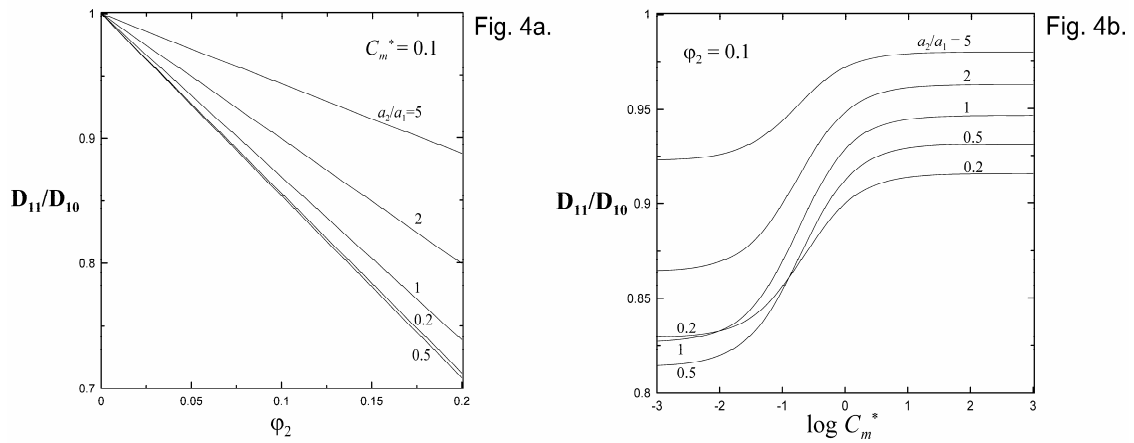 Fig. 4a.
1
0.9
0.8
0.7
D₁₁/D₁₀
Cₘ* = 0.1
a₂/a₁=5
2
1
0.2
0.5
0 0.05 0.1 0.15 0.2
φ₂
Fig. 4b.
1
0.95
0.9
0.85
0.8
D₁₁/D₁₀
φ₂ = 0.1
a₂/a₁ = 5
2
1
0.5
0.2
0.2
1
0.5
-3 -2 -1 0 1 2 3
log Cₘ*